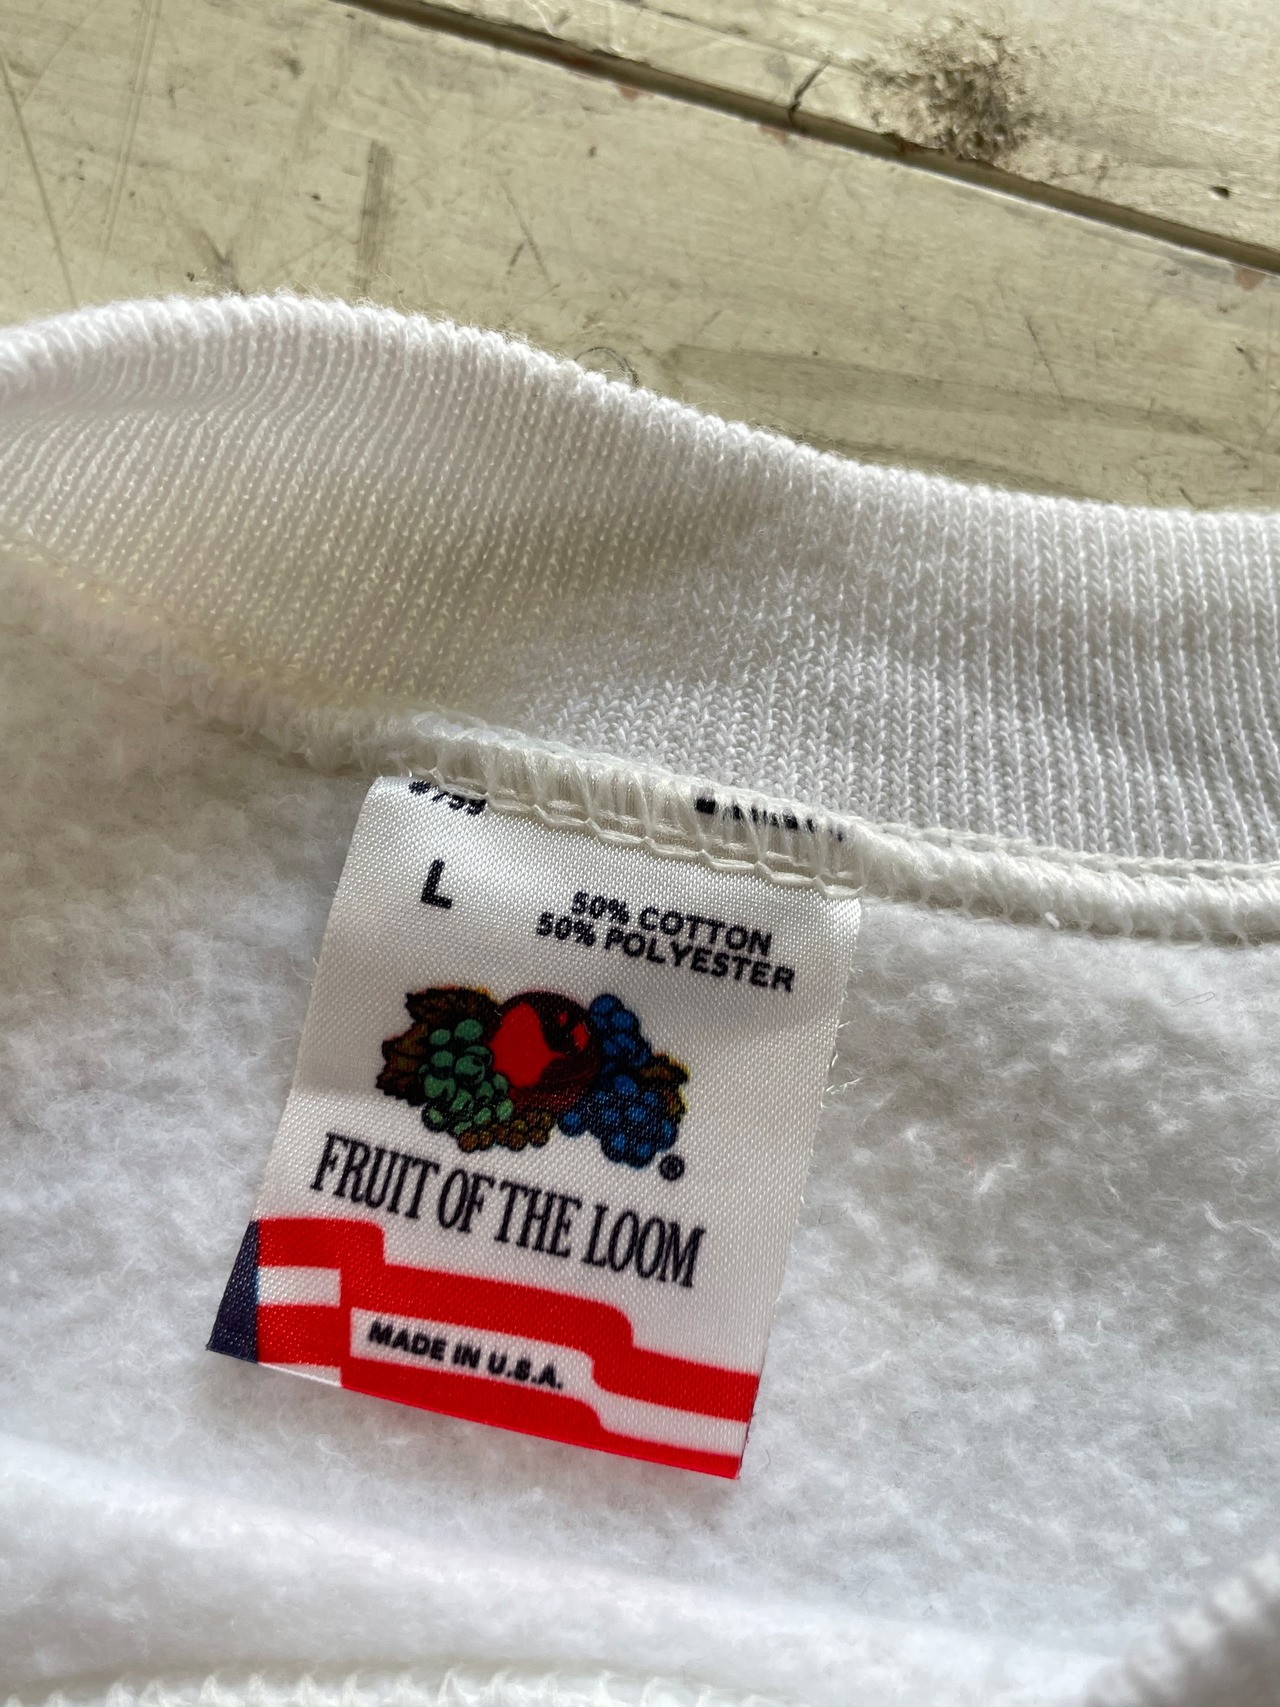 L
50% COTTON
50% POLYESTER
®
FRUIT OF THE LOOM
MADE IN U.S.A.